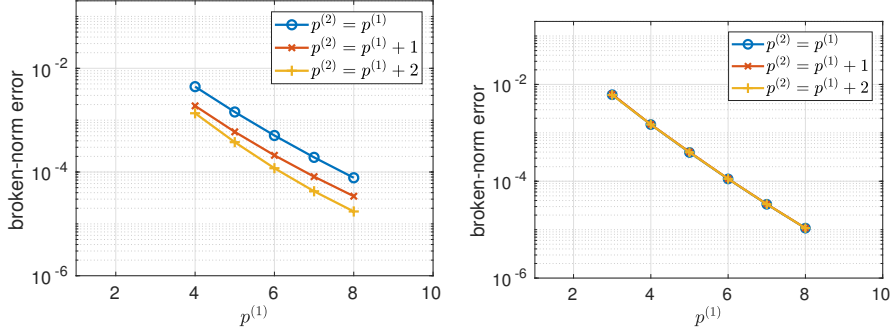 broken-norm error
10^-2
10^-4
10^-6
2 4 6 8 10
p^(1)
p^(2) = p^(1)
p^(2) = p^(1) + 1
p^(2) = p^(1) + 2
broken-norm error
10^-2
10^-4
10^-6
2 4 6 8 10
p^(1)
p^(2) = p^(1)
p^(2) = p^(1) + 1
p^(2) = p^(1) + 2